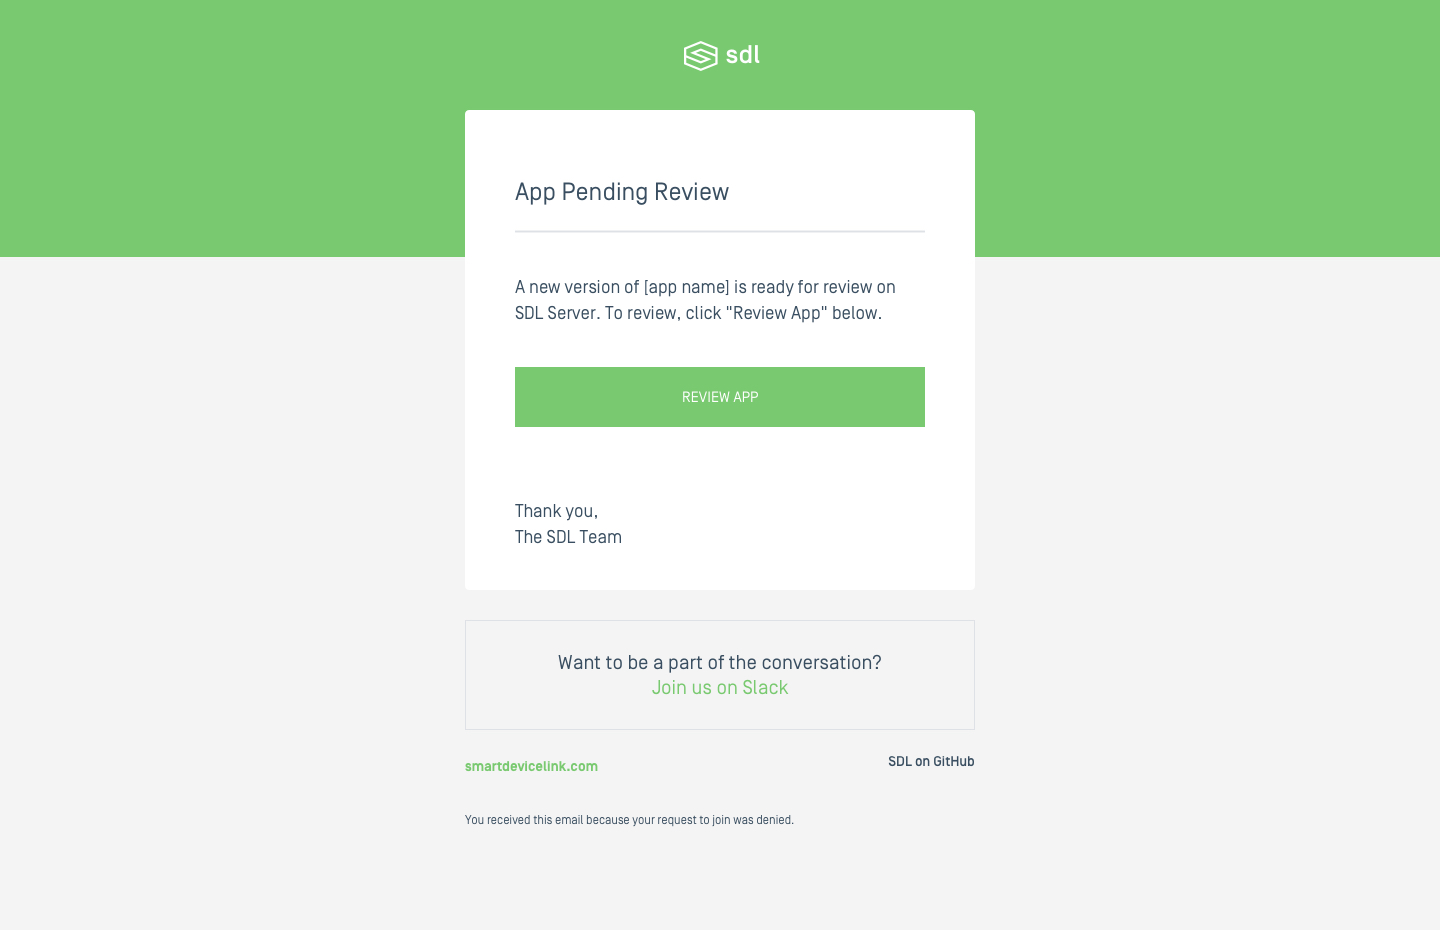 sdl
App Pending Review
A new version of [app name] is ready for review on
SDL Server. To review, click "Review App" below.
REVIEW APP
Thank you,
The SDL Team
Want to be a part of the conversation?
Join us on Slack
smartdevicelink.com
SDL on GitHub
You received this email because your request to join was denied.